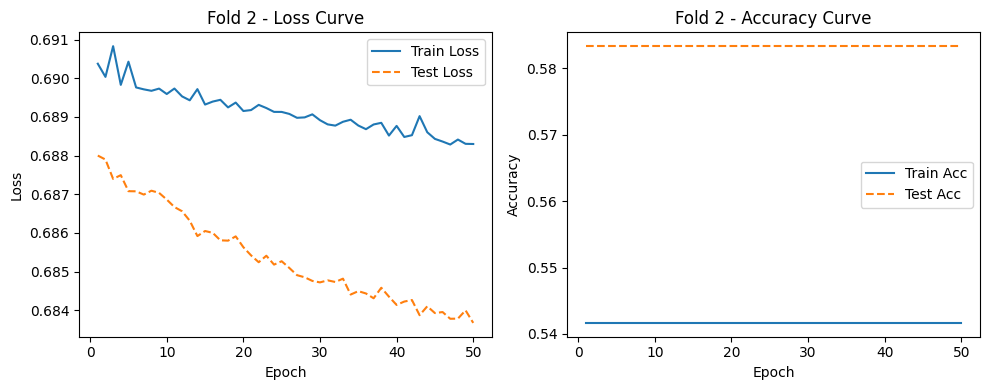 Fold 2 - Loss Curve
0.691
0.690
0.689
0.688
0.687
0.686
0.685
0.684
Loss
Train Loss
Test Loss
0 10 20 30 40 50
Epoch
Fold 2 - Accuracy Curve
0.58
0.57
0.56
0.55
0.54
Accuracy
Train Acc
Test Acc
0 10 20 30 40 50
Epoch